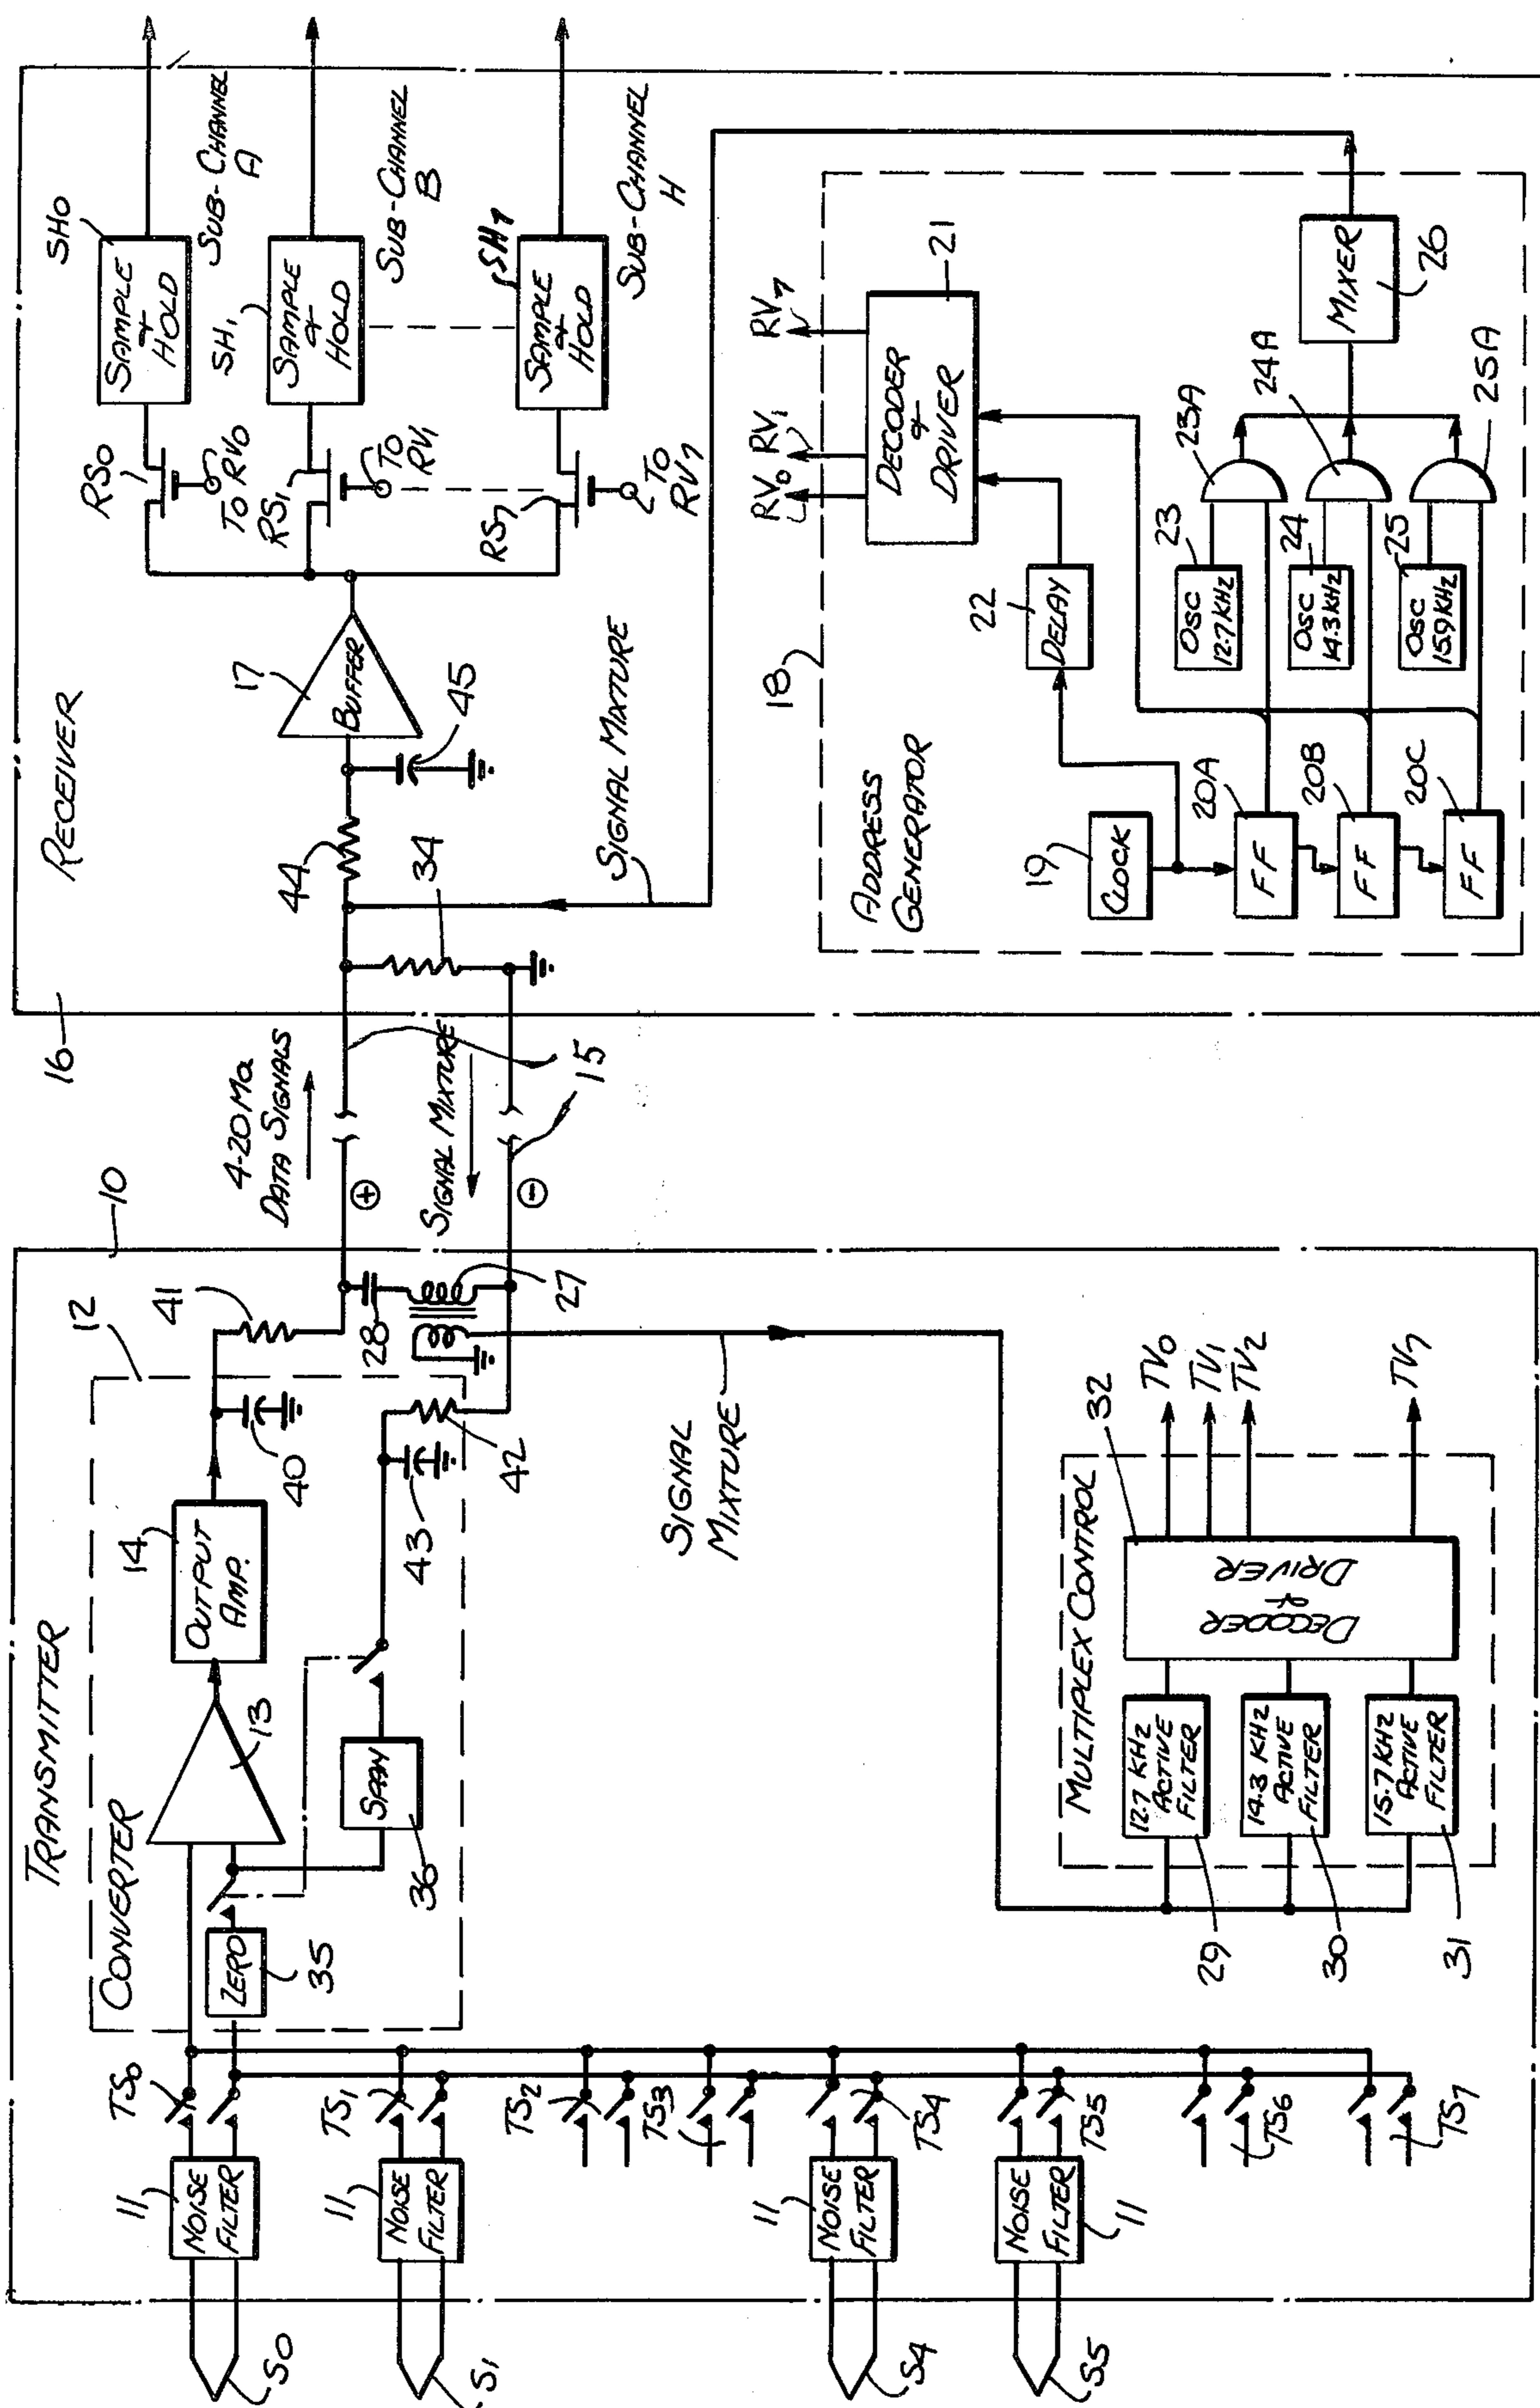 TRANSMITTER
10
CONVERTER
12
S0
S1
S4
S5
11
NOISE
FILTER
11
NOISE
FILTER
11
NOISE
FILTER
11
NOISE
FILTER
TS0
TS1
TS2
TS3
TS4
TS5
TS6
TS7
ZERO
35
13
SPAN
36
14
OUTPUT
AMP.
40
41
43
42
28
27
SIGNAL
MIXTURE
MULTIPLEX CONTROL
12.7 KHZ
ACTIVE
FILTER
29
14.3 KHZ
ACTIVE
FILTER
30
15.7 KHZ
ACTIVE
FILTER
31
DECODER
&
DRIVER
32
TV0
TV1
TV2
TV7
4-20 Ma
DATA SIGNALS
+
SIGNAL MIXTURE
-
15
16
RECEIVER
34
44
45
17
BUFFER
SIGNAL MIXTURE
RS0
TO RV0
RS1
TO
RV1
RS7
TO
RV7
SH0
SAMPLE
&
HOLD
SUB-CHANNEL
A
SH1
SAMPLE
&
HOLD
SUB-CHANNEL
B
SH7
SAMPLE
&
HOLD
SUB-CHANNEL
H
18
ADDRESS
GENERATOR
19
CLOCK
20A
FF
20B
FF
20C
FF
22
DELAY
DECODER
&
DRIVER
21
RV0
RV1
RV7
OSC
12.7 KHZ
23
OSC
14.3 KHZ
24
OSC
15.9 KHZ
25
23A
24A
25A
MIXER
26